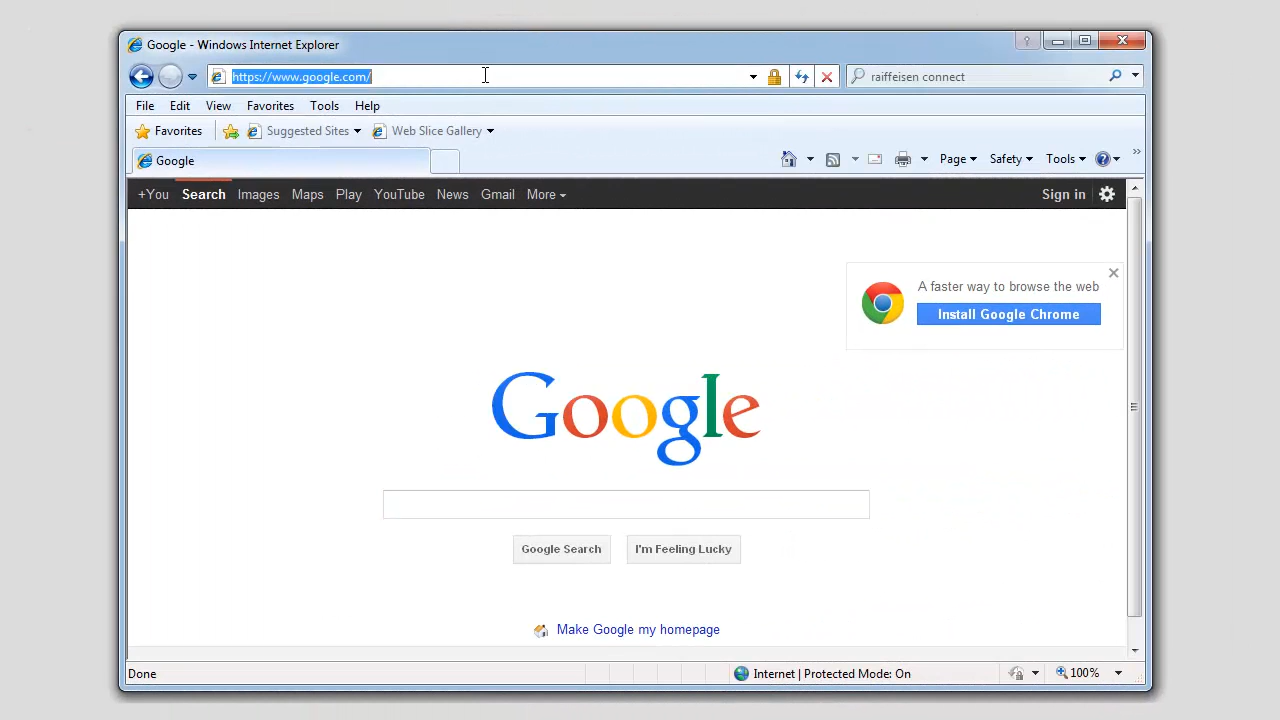 Google - Windows Internet Explorer
https://www.google.com/
raiffeisen connect
File Edit View Favorites Tools Help
Favorites Suggested Sites Web Slice Gallery
Google
Page Safety Tools
+You Search Images Maps Play YouTube News Gmail More Sign in
A faster way to browse the web
Install Google Chrome
Google
Google Search I'm Feeling Lucky
Make Google my homepage
Done Internet | Protected Mode: On 100%